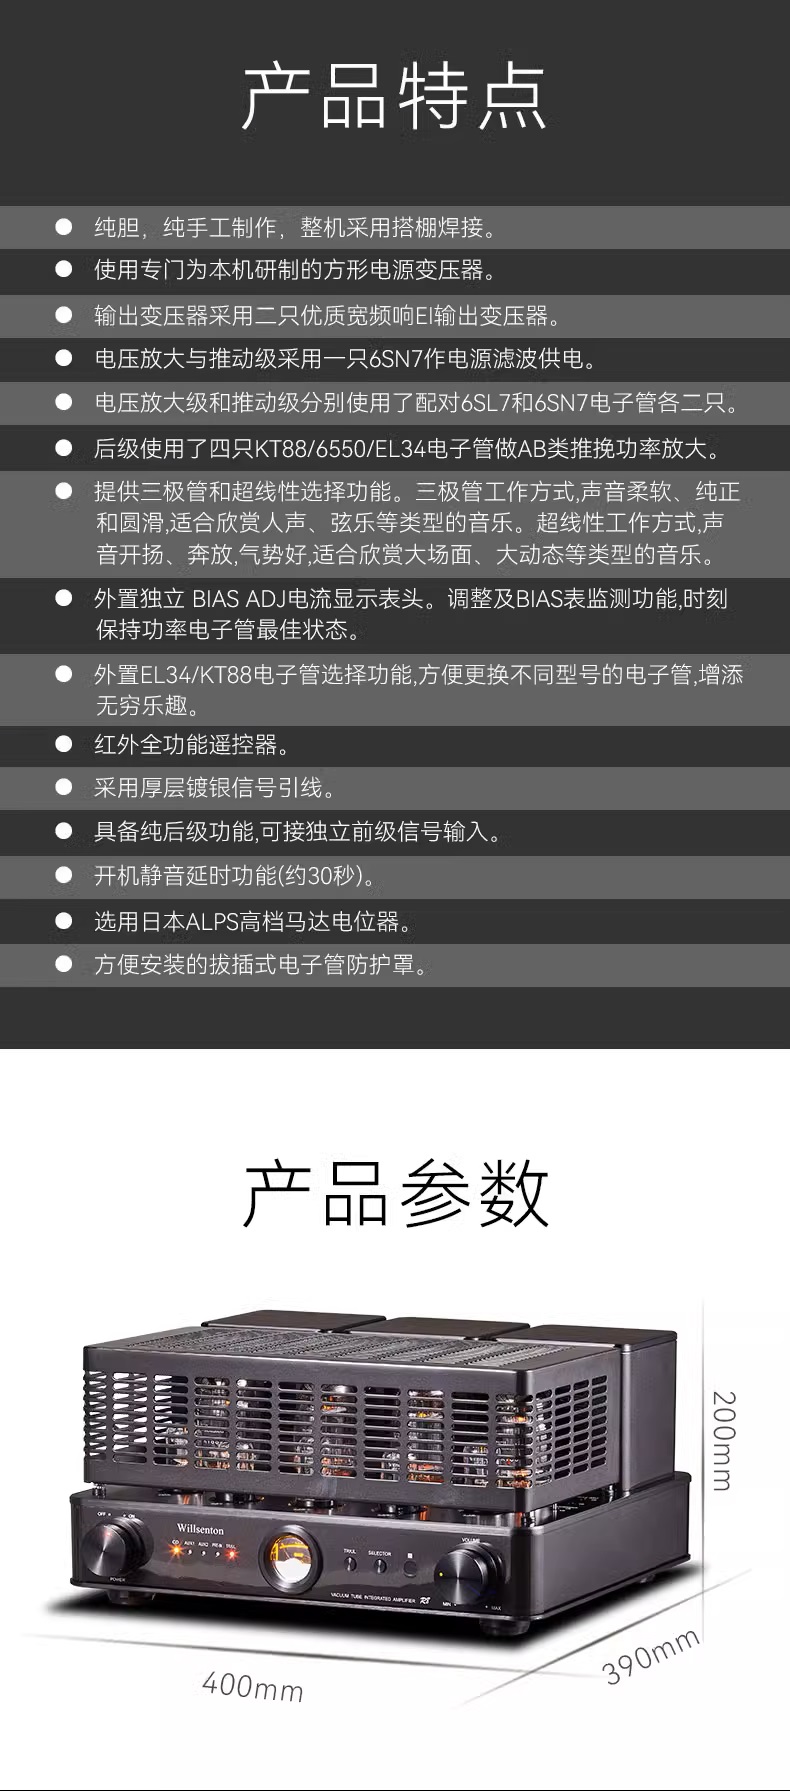 产品特点
● 纯胆，纯手工制作，整机采用搭棚焊接。
● 使用专门为本机研制的方形电源变压器。
● 输出变压器采用二只优质宽频响EI输出变压器。
● 电压放大与推动级采用一只6SN7作电源滤波供电。
● 电压放大级和推动级分别使用了配对6SL7和6SN7电子管各二只。
● 后级使用了四只KT88/6550/EL34电子管做AB类推挽功率放大。
● 提供三极管和超线性选择功能。三极管工作方式,声音柔软、纯正
和圆滑,适合欣赏人声、弦乐等类型的音乐。超线性工作方式,声
音开扬、奔放,气势好,适合欣赏大场面、大动态等类型的音乐。
● 外置独立 BIAS ADJ电流显示表头。调整及BIAS表监测功能,时刻
保持功率电子管最佳状态。
● 外置EL34/KT88电子管选择功能,方便更换不同型号的电子管,增添
无穷乐趣。
● 红外全功能遥控器。
● 采用厚层镀银信号引线。
● 具备纯后级功能,可接独立前级信号输入。
● 开机静音延时功能(约30秒)。
● 选用日本ALPS高档马达电位器。
● 方便安装的拔插式电子管防护罩。
产品参数
200mm
OFF ON
Willsenton
CD AUX1 AUX2 PRE-IN TRI/UL
TRI/UL SELECTOR
VOLUME
POWER
VACUUM TUBE INTEGRATED AMPLIFIER R8
MIN MAX
390mm
400mm